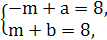 −m + a = 8,
m + b = 8,